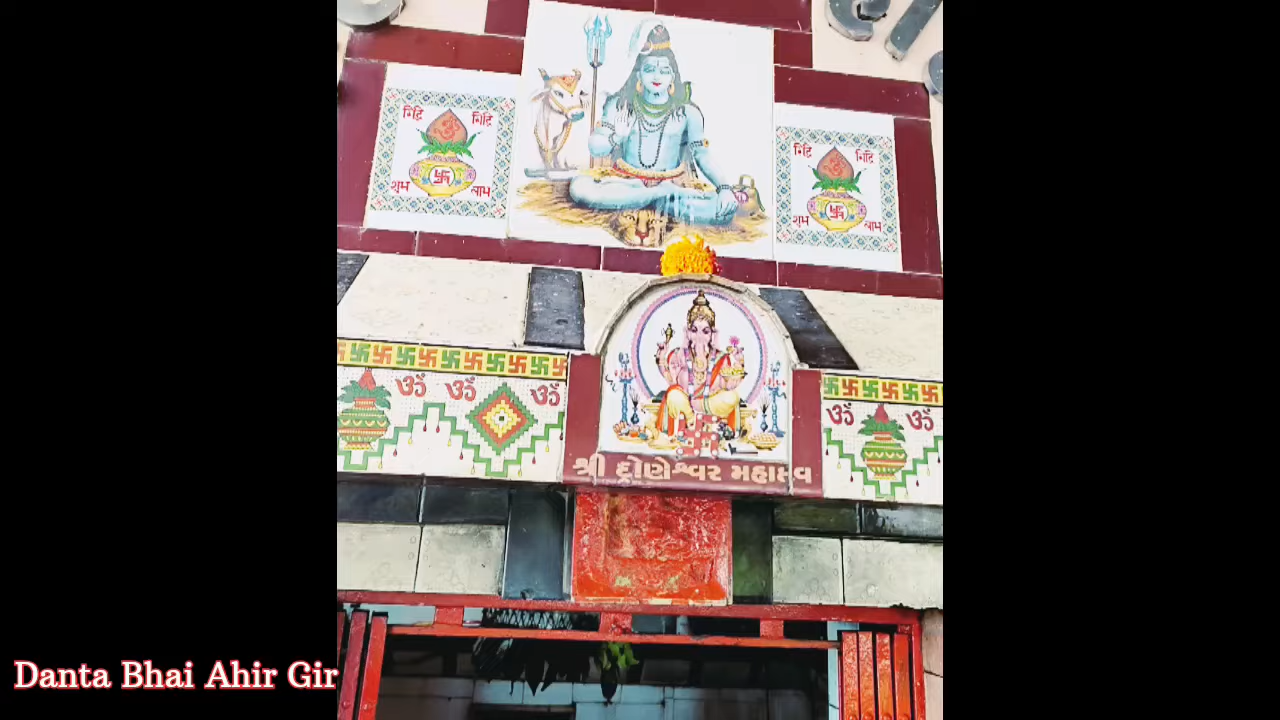 રિદ્ધિ સિદ્ધિ
શુભ લાભ
રિદ્ધિ સિદ્ધિ
શુભ લાભ
ૐ ૐ ૐ
ૐ ૐ
શ્રી દ્રોણેશ્વર મહાદેવ
Danta Bhai Ahir Gir